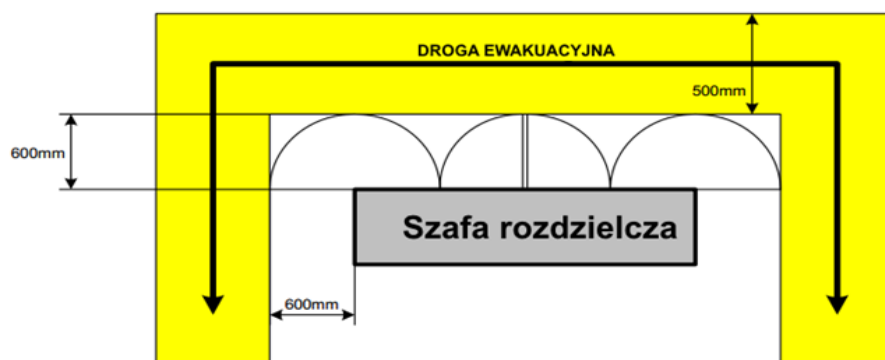 DROGA EWAKUACYJNA
500mm
600mm
Szafa rozdzielcza
600mm